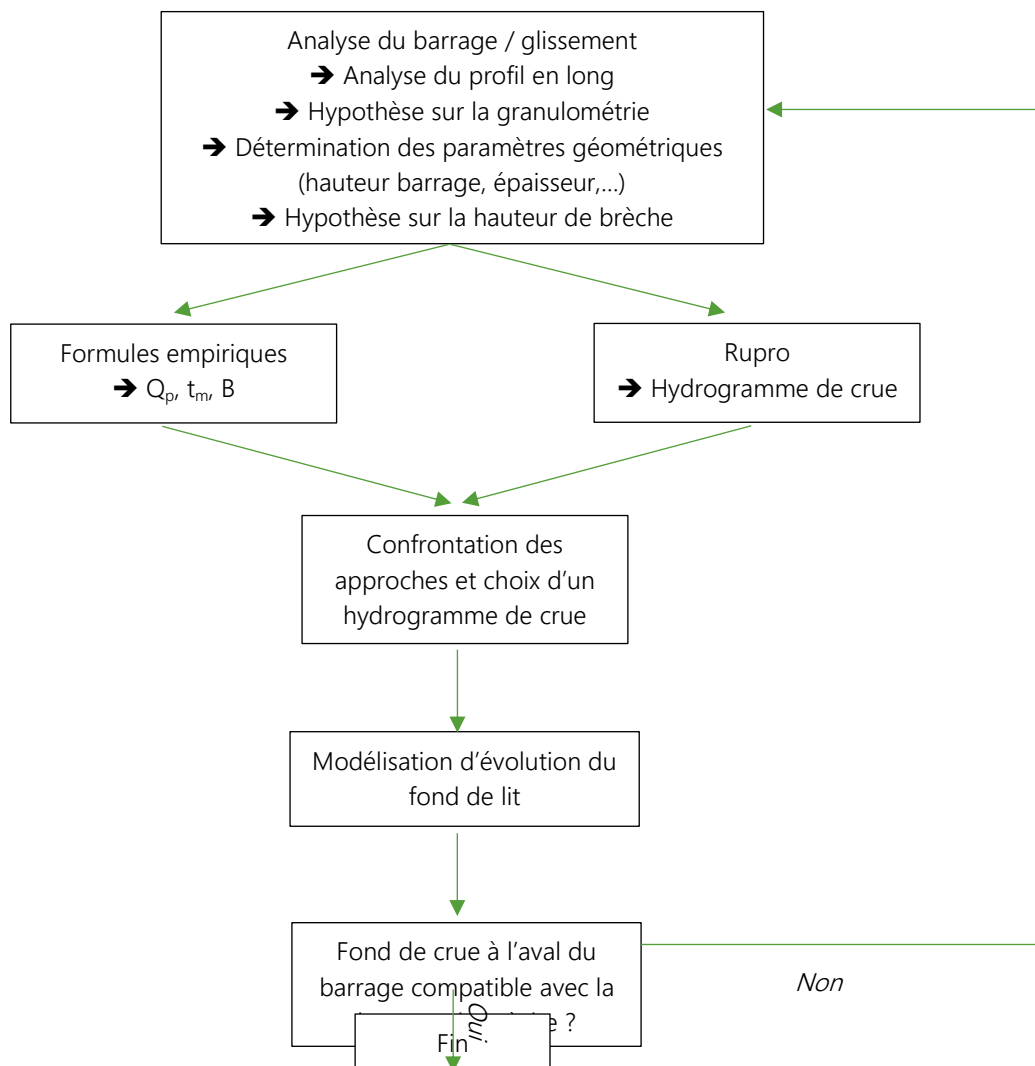 Analyse du barrage / glissement
➔ Analyse du profil en long
➔ Hypothèse sur la granulométrie
➔ Détermination des paramètres géométriques
(hauteur barrage, épaisseur,...)
➔ Hypothèse sur la hauteur de brèche
Formules empiriques
➔ Qp, tm, B
Rupro
➔ Hydrogramme de crue
Confrontation des
approches et choix d'un
hydrogramme de crue
Modélisation d'évolution du
fond de lit
Fond de crue à l'aval du
barrage compatible avec la
?
Non
Oui
Fin